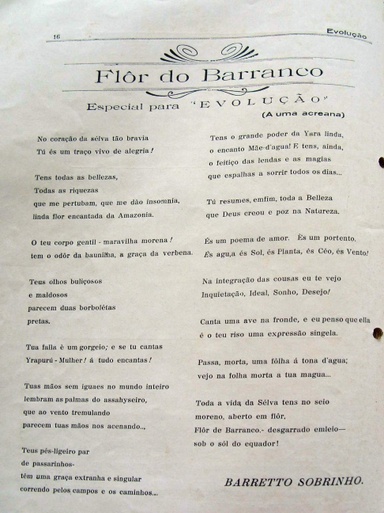 16
Evolução
Flôr do Barranco
Especial para "EVOLUÇÃO"
(A uma acreana)
No coração da sélva tão bravia
Tú és um traço vivo de alegria!
Tens todas as bellezas,
Todas as riquezas
que me pertubam, que me dão insomnia,
linda flor encantada da Amazonia.
O teu corpo gentil - maravilha morena!
tem o odôr da baunilha, a graça da verbena.
Teus olhos buliçosos
e maldosos
parecem duas borbolétas
pretas.
Tua falla é um gorgeio; e se tu cantas
Yrapurú - Mulher! á tudo encantas!
Tuas mãos sem iguaes no mundo inteiro
lembram as palmas do assahyseiro,
que ao vento tremulando
parecem tuas mãos nos acenando..,
Teus pés-ligeiro par
de passarinhos-
têm uma graça extranha e singular
correndo pelos campos e os caminhos...
Tens o grande poder da Yara linda,
o encanto Mãe-d'agua! E tens, ainda,
o feitiço das lendas e as magias
que espalhas a sorrir todos os dias...
Tú resumes, emfim, toda a Belleza
que Deus creou e poz na Natureza.
És um poema de amor. És um portento.
És agua, és Sol, és Planta, és Céo, és Vento!
Na integração das cousas eu te vejo
Inquietação, Ideal, Sonho, Desejo!
Canta uma ave na fronde, e eu penso que ella
é o teu riso uma expressão singela.
Passa, morta, uma fôlha á tona d'agua;
vejo na folha morta a tua magua...
Toda a vida da Sélva tens no seio
moreno, aberto em flôr,
Flôr de Barranco.- desgarrado emleio—
sob o sól do equador!
BARRETTO SOBRINHO.